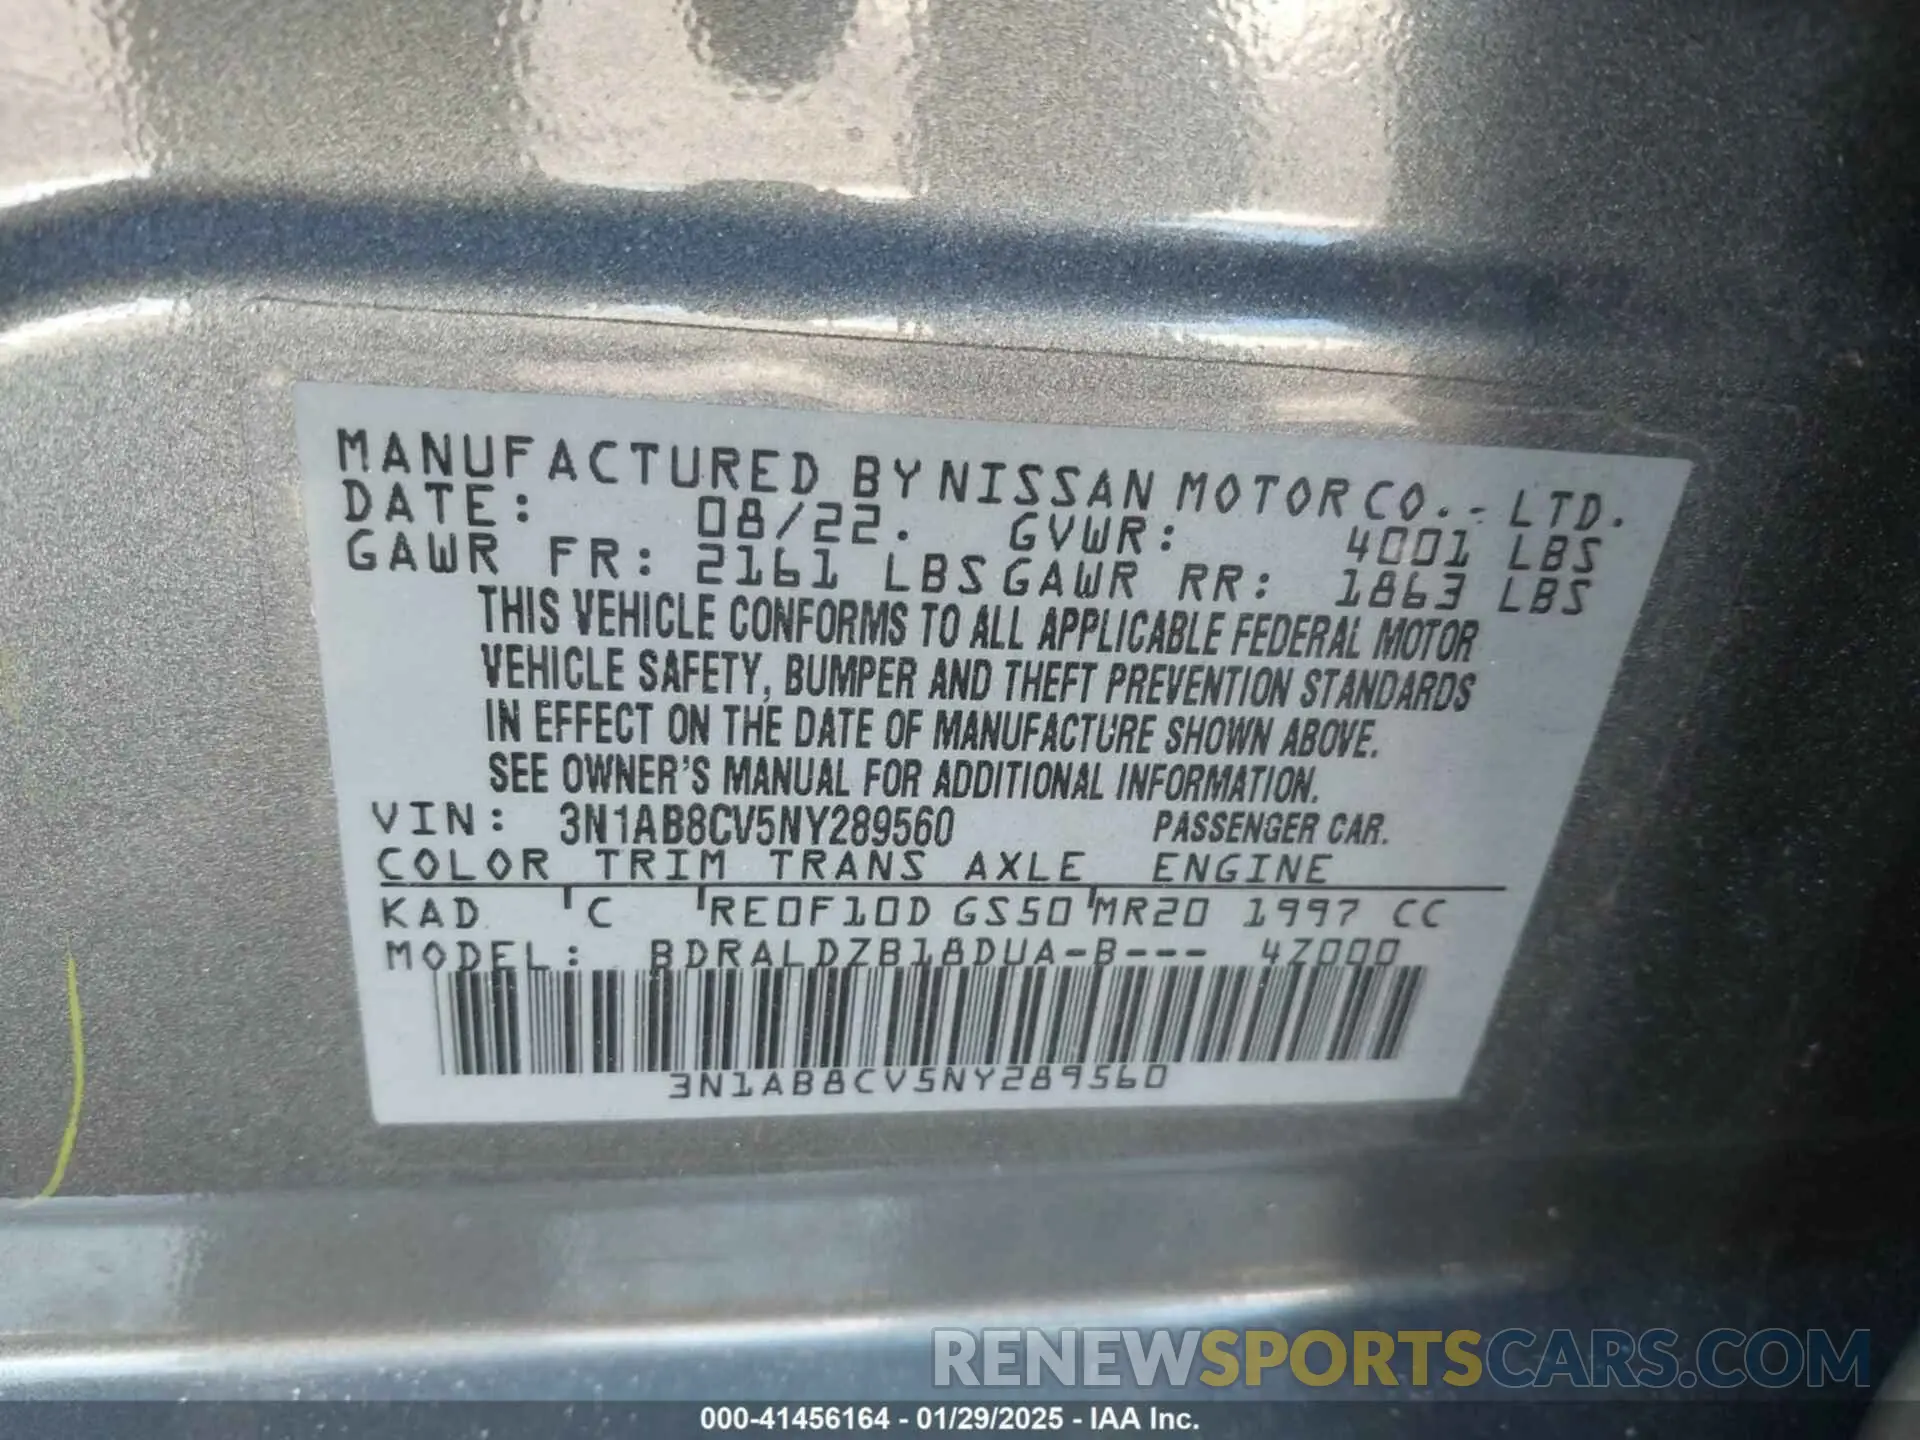 MANUFACTURED BY NISSAN MOTOR CO., LTD.
DATE: 08/22. GVWR: 4001 LBS
GAWR FR: 2161 LBS GAWR RR: 1863 LBS
THIS VEHICLE CONFORMS TO ALL APPLICABLE FEDERAL MOTOR
VEHICLE SAFETY, BUMPER AND THEFT PREVENTION STANDARDS
IN EFFECT ON THE DATE OF MANUFACTURE SHOWN ABOVE.
SEE OWNER'S MANUAL FOR ADDITIONAL INFORMATION.
VIN: 3N1AB8CV5NY289560 PASSENGER CAR.
COLOR TRIM TRANS AXLE ENGINE
KAD C RE0F10D GS50 MR20 1997 CC
MODEL: BDRALDZB18DUA-B--- 4Z000
3N1AB8CV5NY289560
RENEWSPORTSCARS.COM
000-41456164 - 01/29/2025 - IAA Inc.